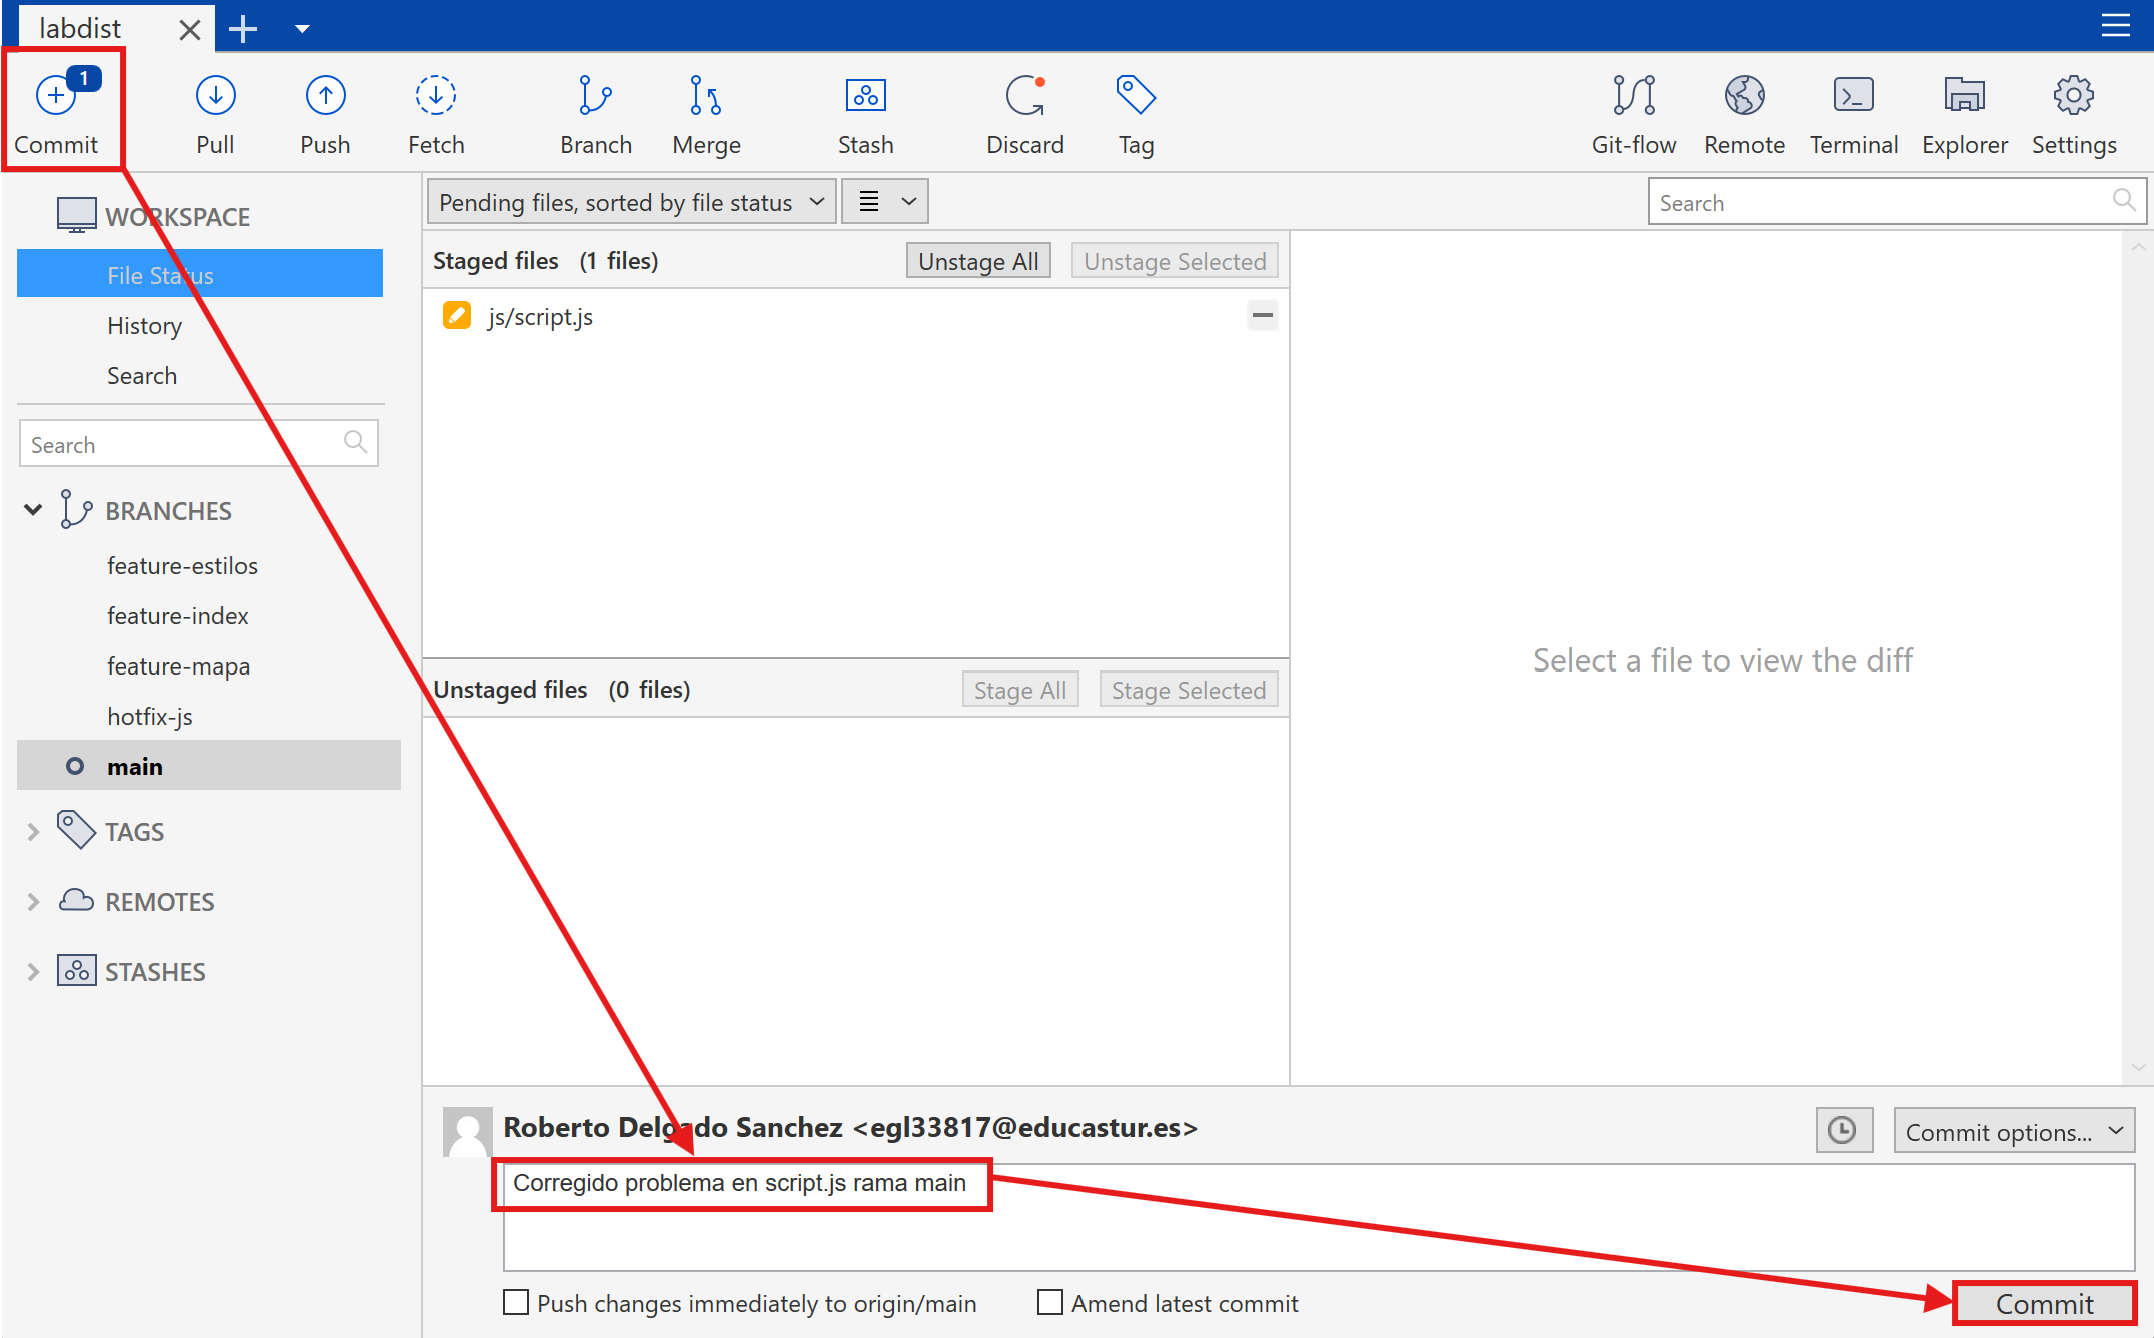 labdist
1
Commit
Pull
Push
Fetch
Branch
Merge
Stash
Discard
Tag
Git-flow
Remote
Terminal
Explorer
Settings
WORKSPACE
File Status
History
Search
Search
BRANCHES
feature-estilos
feature-index
feature-mapa
hotfix-js
main
TAGS
REMOTES
STASHES
Pending files, sorted by file status
Search
Staged files (1 files)
Unstage All
Unstage Selected
js/script.js
Unstaged files (0 files)
Stage All
Stage Selected
Select a file to view the diff
Roberto Delgado Sanchez <egl33817@educastur.es>
Commit options...
Corregido problema en script.js rama main
Push changes immediately to origin/main
Amend latest commit
Commit